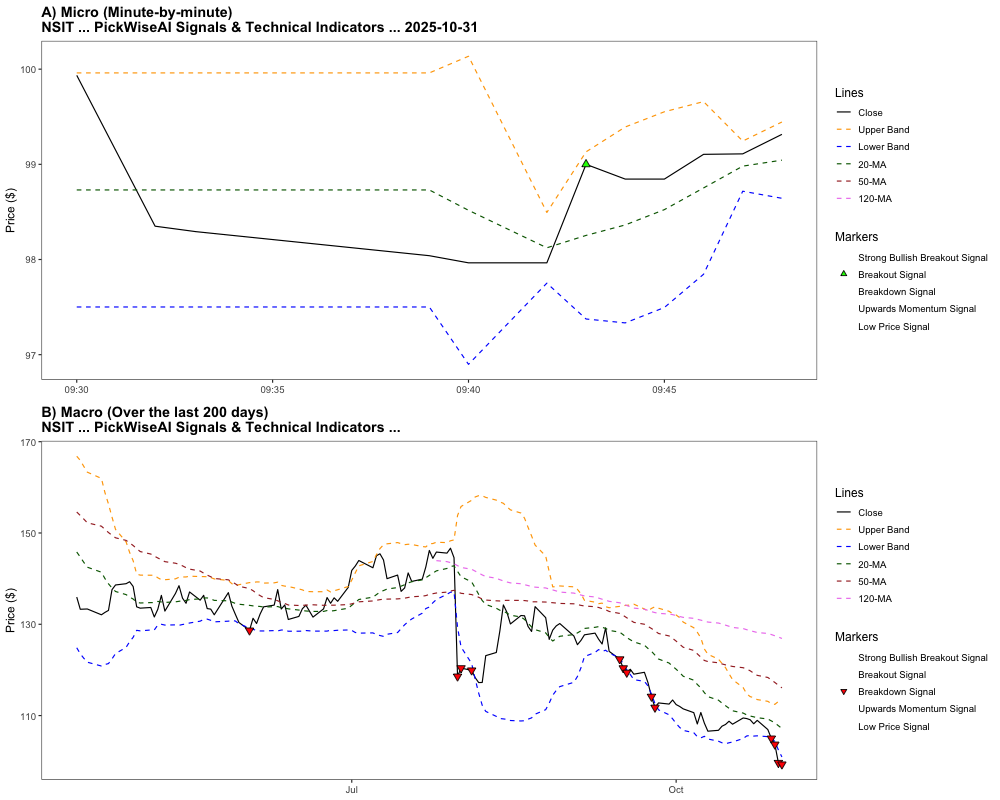 A) Micro (Minute-by-minute)
NSIT ... PickWiseAI Signals & Technical Indicators ... 2025-10-31
Price ($)
100
99
98
97
09:30
09:35
09:40
09:45
Lines
Close
Upper Band
Lower Band
20-MA
50-MA
120-MA
Markers
Strong Bullish Breakout Signal
Breakout Signal
Breakdown Signal
Upwards Momentum Signal
Low Price Signal
B) Macro (Over the last 200 days)
NSIT ... PickWiseAI Signals & Technical Indicators ...
Price ($)
170
150
130
110
Jul
Oct
Lines
Close
Upper Band
Lower Band
20-MA
50-MA
120-MA
Markers
Strong Bullish Breakout Signal
Breakout Signal
Breakdown Signal
Upwards Momentum Signal
Low Price Signal